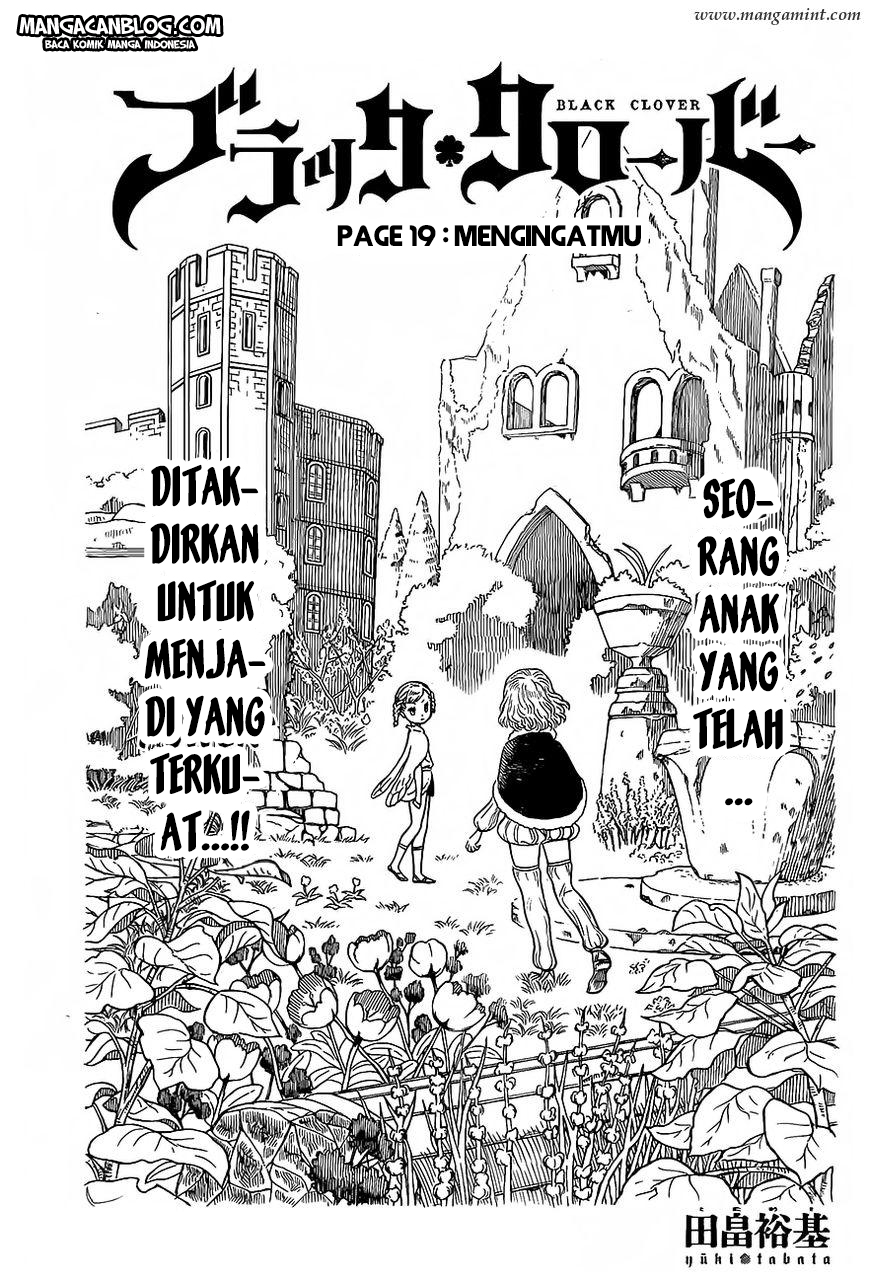 MANGACANBLOG.COM
BACA KOMIK MANGA INDONESIA
www.mangamint.com
BLACK CLOVER
ブラック クローバー
PAGE 19 : MENGINGATMU
SEO-
RANG
ANAK
YANG
TELAH
...
DITAK-
DIRKAN
UNTUK
MENJA-
DI YANG
TERKU-
AT...!!
田畠裕基
yūki tabata